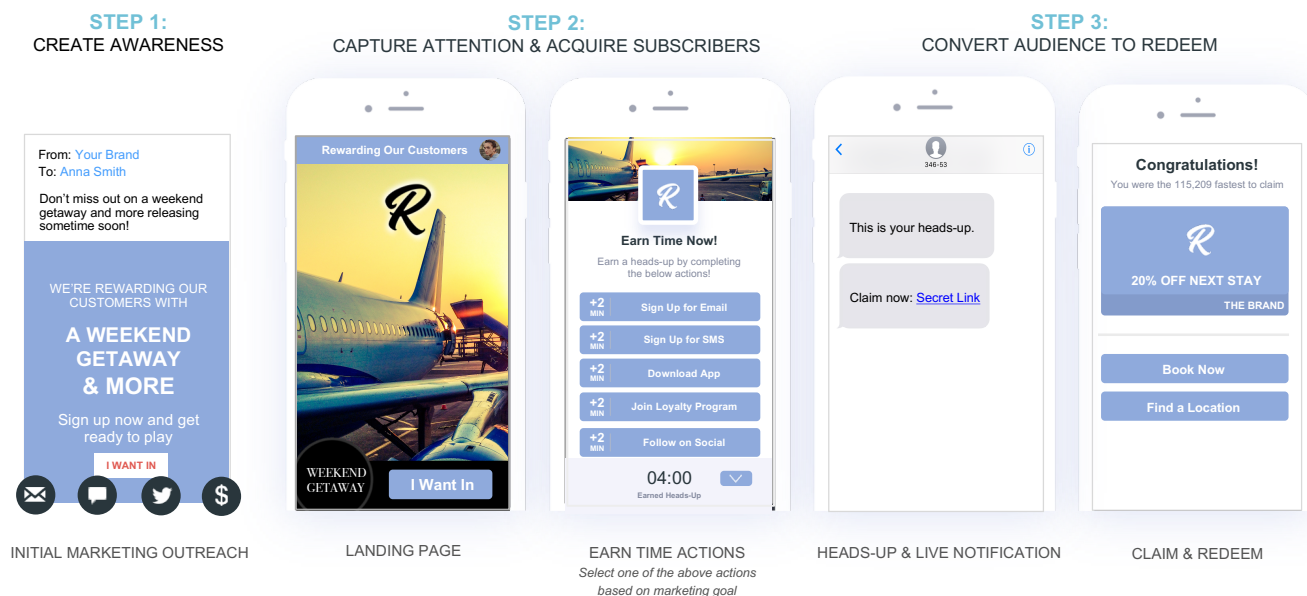 STEP 1:
CREATE AWARENESS
STEP 2:
CAPTURE ATTENTION & ACQUIRE SUBSCRIBERS
STEP 3:
CONVERT AUDIENCE TO REDEEM
From: Your Brand
To: Anna Smith
Don't miss out on a weekend
getaway and more releasing
sometime soon!
WE'RE REWARDING OUR
CUSTOMERS WITH
A WEEKEND
GETAWAY
& MORE
Sign up now and get
ready to play
I WANT IN
$
INITIAL MARKETING OUTREACH
Rewarding Our Customers
R
WEEKEND
GETAWAY
I Want In
LANDING PAGE
R
Earn Time Now!
Earn a heads-up by completing
the below actions!
+2
MIN
Sign Up for Email
+2
MIN
Sign Up for SMS
+2
MIN
Download App
+2
MIN
Join Loyalty Program
+2
MIN
Follow on Social
04:00
Earned Heads-Up
EARN TIME ACTIONS
Select one of the above actions
based on marketing goal
346-53
This is your heads-up.
Claim now: Secret Link
HEADS-UP & LIVE NOTIFICATION
Congratulations!
You were the 115,209 fastest to claim
R
20% OFF NEXT STAY
THE BRAND
Book Now
Find a Location
CLAIM & REDEEM